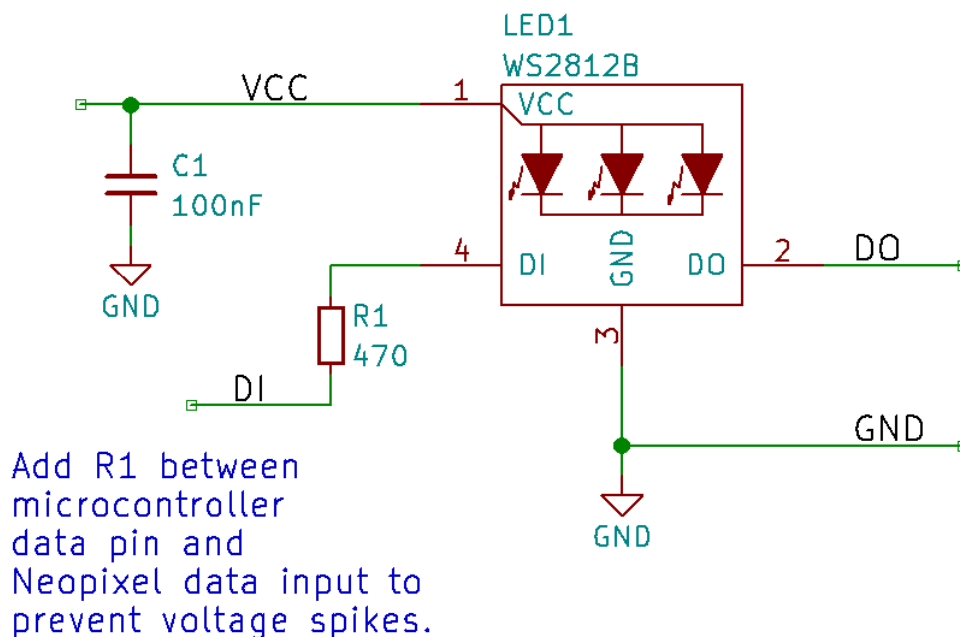 LED1
WS2812B
VCC
1
VCC
C1
100nF
GND
4
DI
GND
DO
2
DO
R1
470
3
DI
GND
GND
Add R1 between
microcontroller
data pin and
Neopixel data input to
prevent voltage spikes.